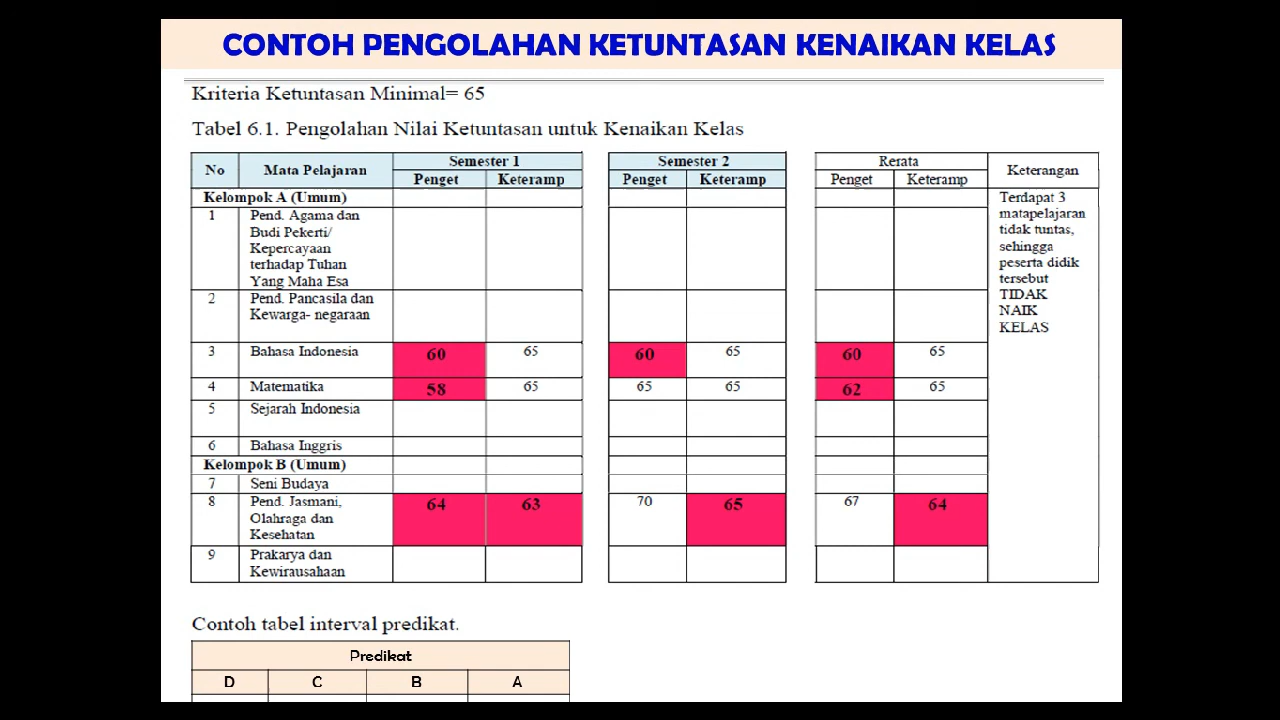 CONTOH PENGOLAHAN KETUNTASAN KENAIKAN KELAS
Kriteria Ketuntasan Minimal= 65
Tabel 6.1. Pengolahan Nilai Ketuntasan untuk Kenaikan Kelas
No Mata Pelajaran Semester 1 Semester 2 Rerata Keterangan
Penget Keteramp Penget Keteramp Penget Keteramp
Kelompok A (Umum)
Terdapat 3
matapelajaran
tidak tuntas,
sehingga
peserta didik
tersebut
TIDAK
NAIK
KELAS
1 Pend. Agama dan
Budi Pekerti/
Kepercayaan
terhadap Tuhan
Yang Maha Esa
2 Pend. Pancasila dan
Kewarga- negaraan
3 Bahasa Indonesia 60 65 60 65 60 65
4 Matematika 58 65 65 65 62 65
5 Sejarah Indonesia
6 Bahasa Inggris
Kelompok B (Umum)
7 Seni Budaya
8 Pend. Jasmani, 64 63 70 65 67 64
Olahraga dan
Kesehatan
9 Prakarya dan
Kewirausahaan
Contoh tabel interval predikat.
Predikat
D C B A